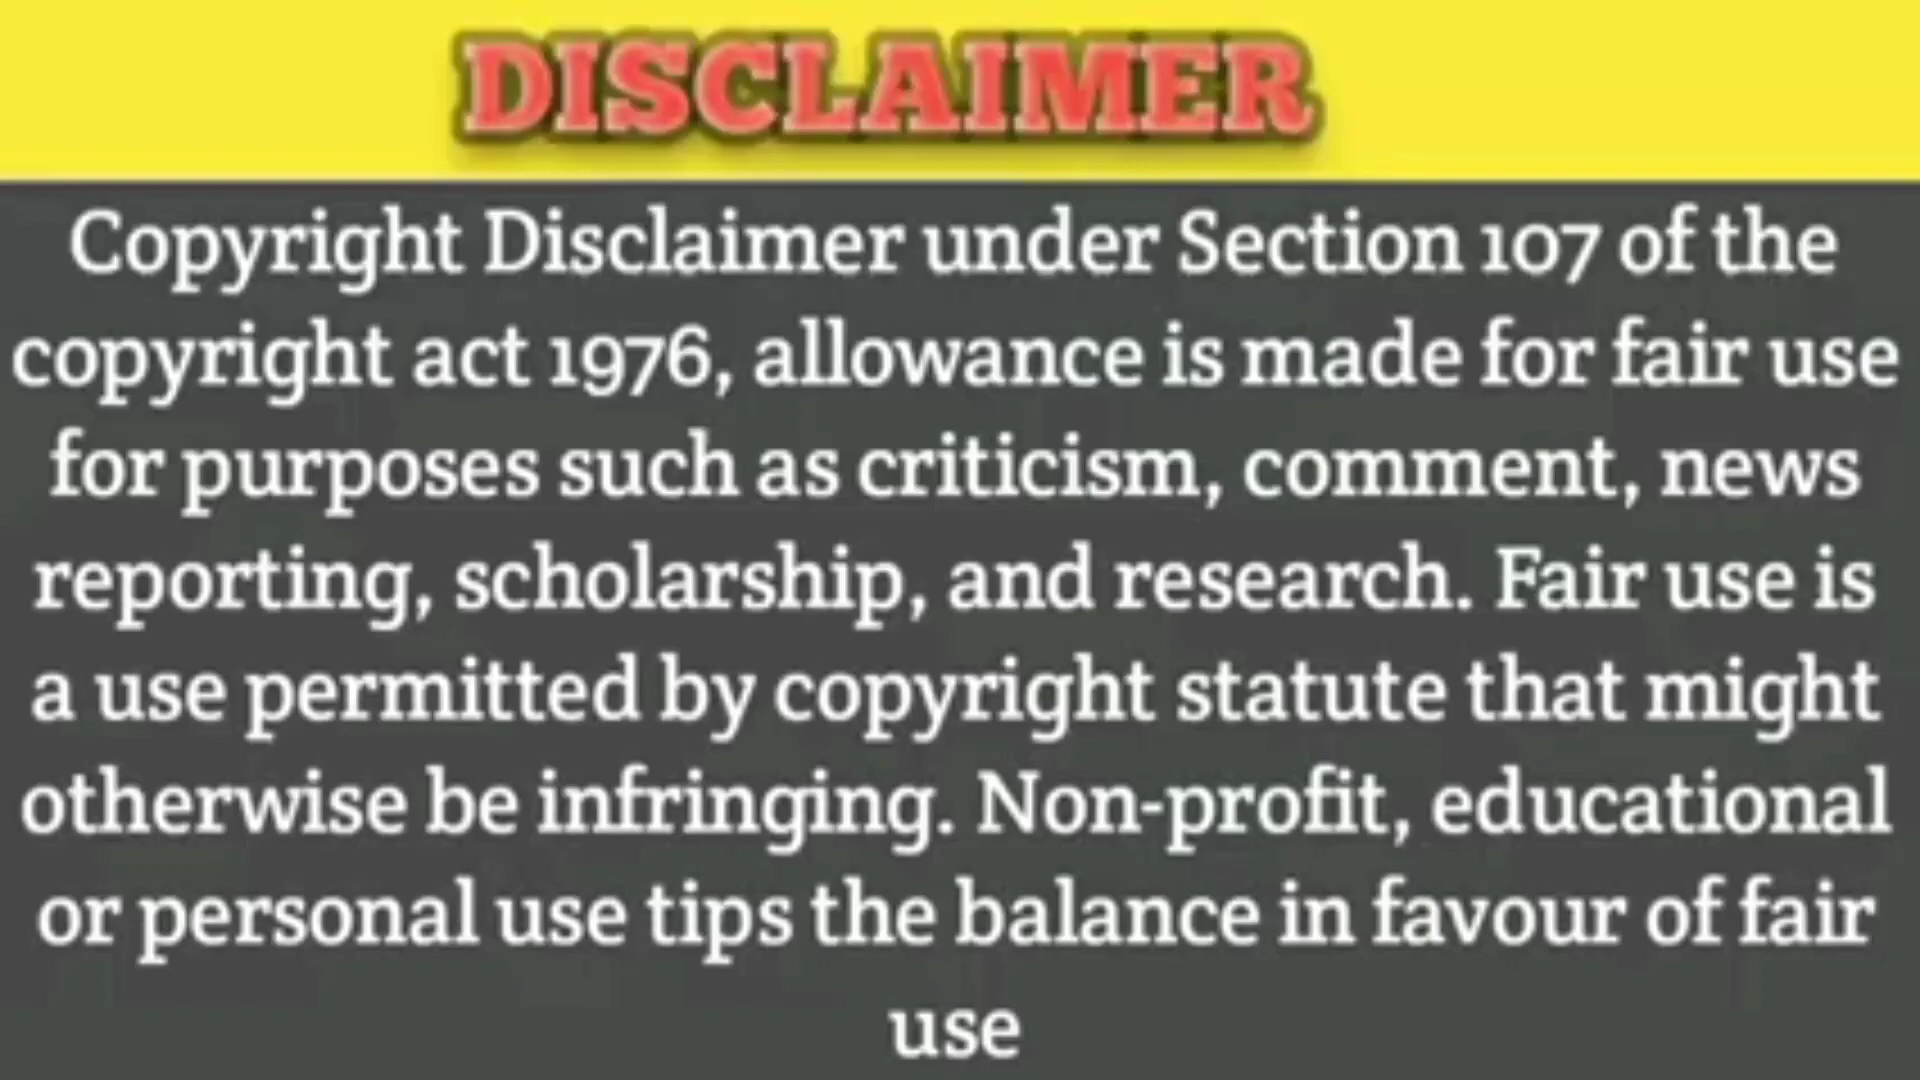 DISCLAIMER
Copyright Disclaimer under Section 107 of the
copyright act 1976, allowance is made for fair use
for purposes such as criticism, comment, news
reporting, scholarship, and research. Fair use is
a use permitted by copyright statute that might
otherwise be infringing. Non-profit, educational
or personal use tips the balance in favour of fair
use